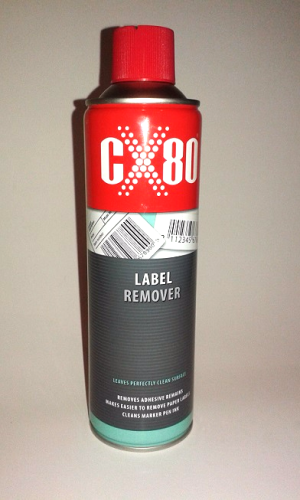 CX80
LABEL
REMOVER
LEAVES PERFECTLY CLEAN SURFACE
REMOVES ADHESIVE REMAINS
MAKES EASIER TO REMOVE PAPER LABELS
CLEANS MARKER PEN INK